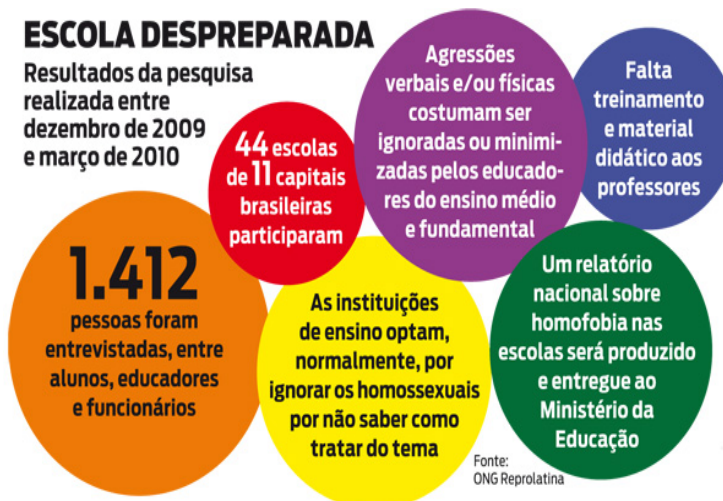 ESCOLA DESPREPARADA
Resultados da pesquisa
realizada entre
dezembro de 2009
e março de 2010
44 escolas
de 11 capitais
brasileiras
participaram
Agressões
verbais e/ou físicas
costumam ser
ignoradas ou minimi-
zadas pelos educado-
res do ensino médio
e fundamental
Falta
treinamento
e material
didático aos
professores
1.412
pessoas foram
entrevistadas, entre
alunos, educadores
e funcionários
As instituições
de ensino optam,
normalmente, por
ignorar os homossexuais
por não saber como
tratar do tema
Um relatório
nacional sobre
homofobia nas
escolas será produzido
e entregue ao
Ministério da
Educação
Fonte:
ONG Reprolatina